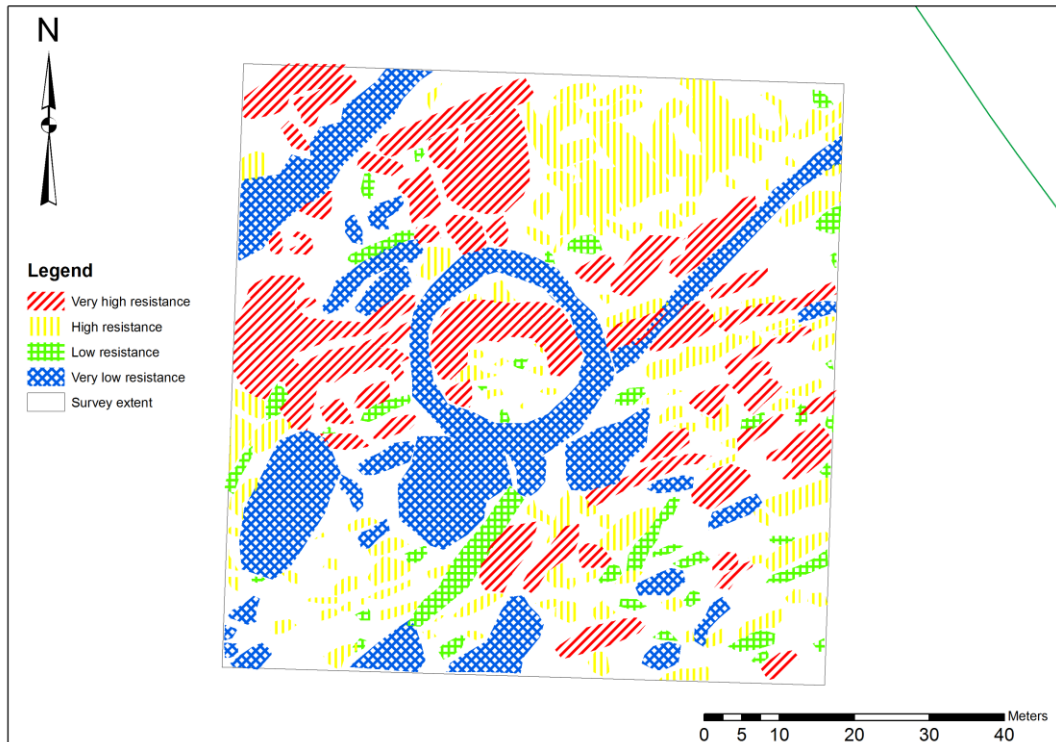 N
Legend
Very high resistance
High resistance
Low resistance
Very low resistance
Survey extent
Meters
0 5 10 20 30 40